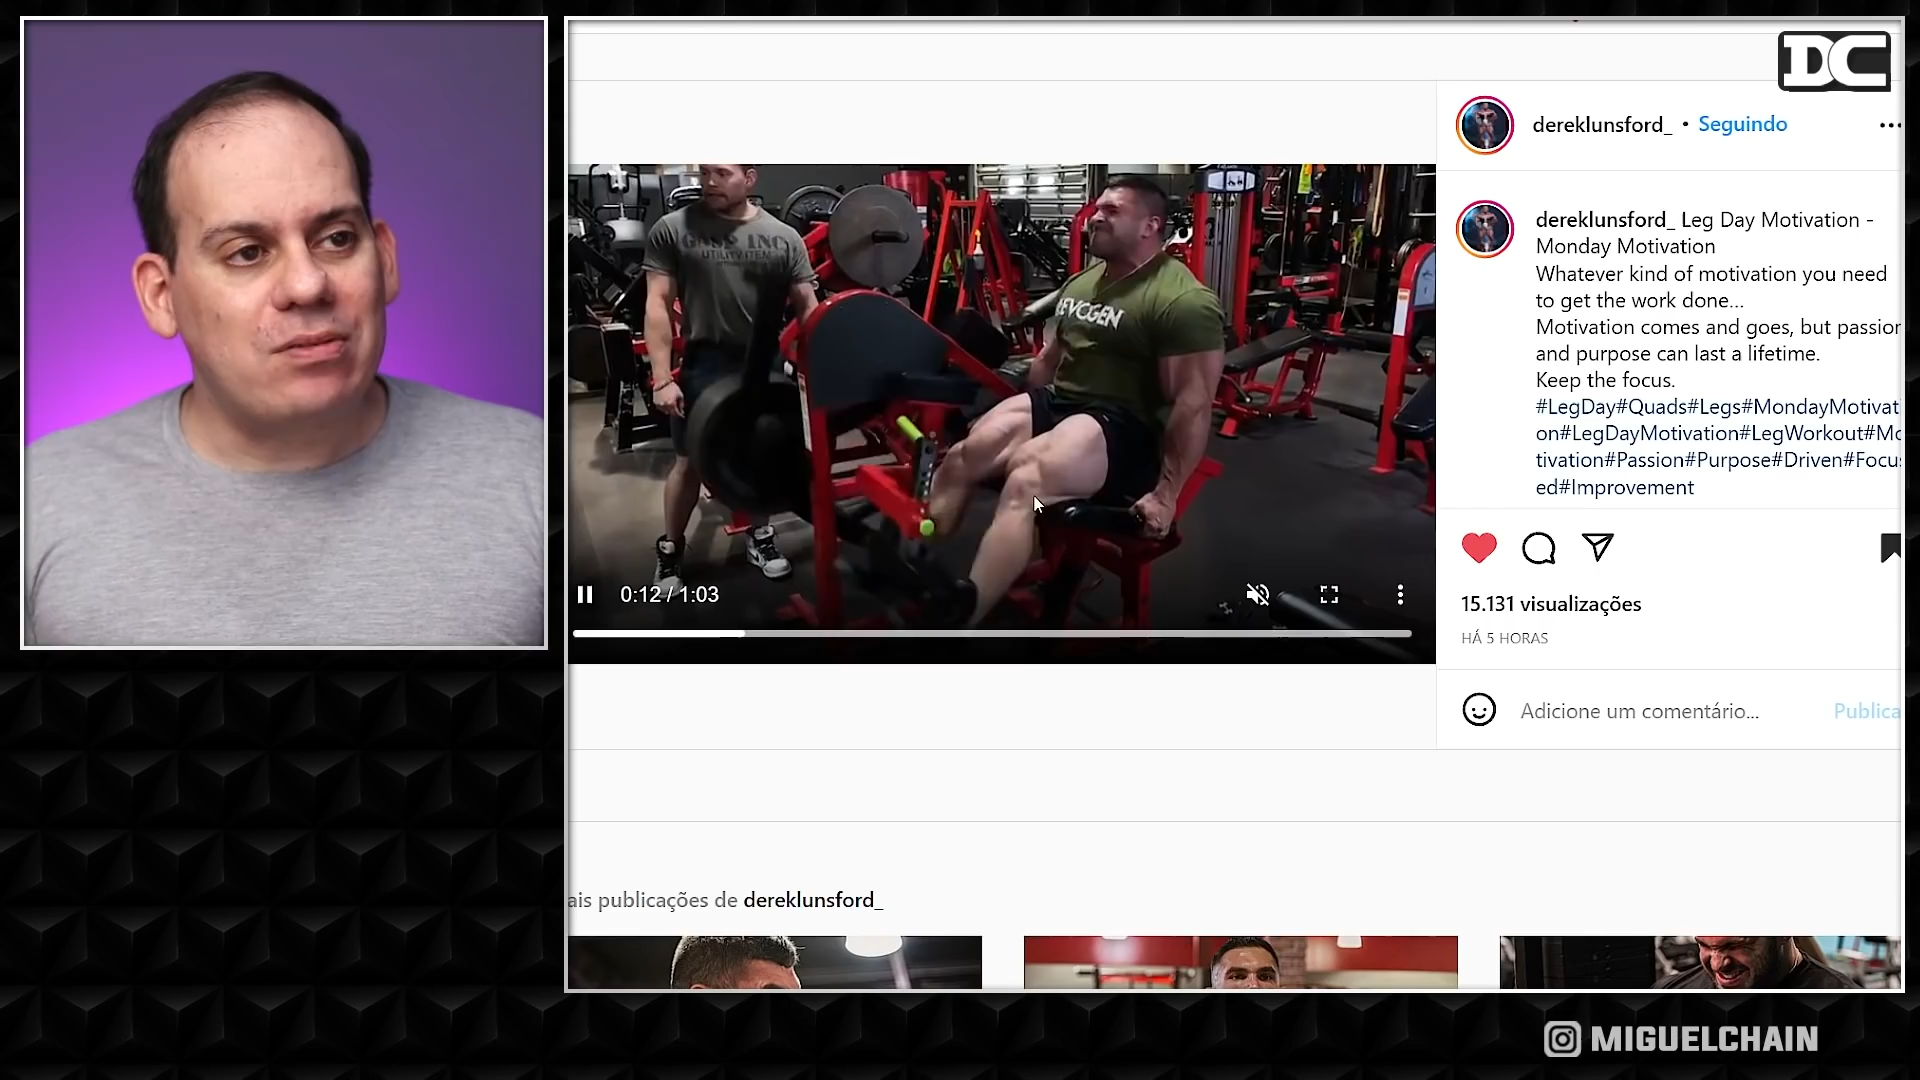 DC
dereklunsford_ • Seguindo
dereklunsford_ Leg Day Motivation -
Monday Motivation
Whatever kind of motivation you need
to get the work done...
Motivation comes and goes, but passion
and purpose can last a lifetime.
Keep the focus.
#LegDay#Quads#Legs#MondayMotivat
on#LegDayMotivation#LegWorkout#Mo
tivation#Passion#Purpose#Driven#Focus
ed#Improvement
UTILITY ITEM
REVOGEN
0:12 / 1:03
15.131 visualizações
HÁ 5 HORAS
Adicione um comentário...
Publica
ais publicações de dereklunsford_
MIGUELCHAIN